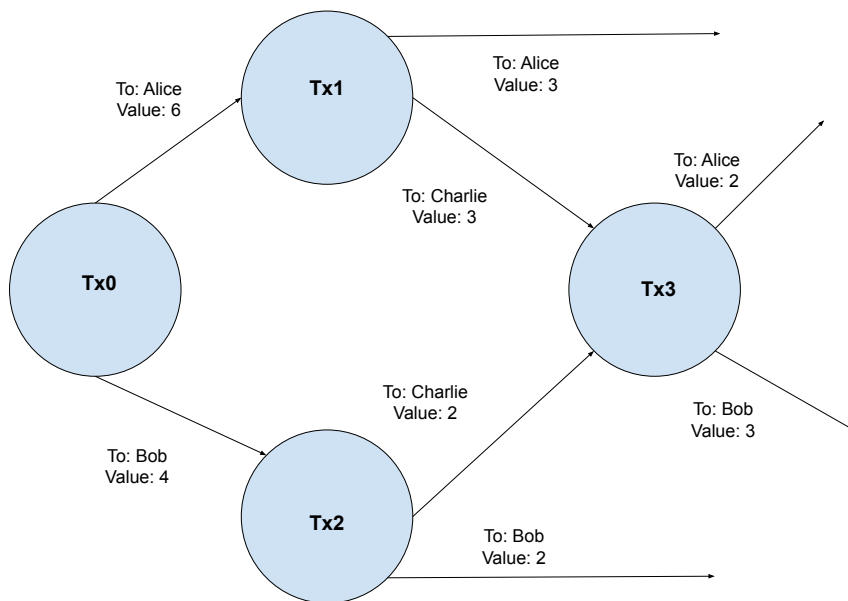 Tx1
To: Alice
Value: 3
To: Alice
Value: 6
To: Alice
Value: 2
To: Charlie
Value: 3
Tx0
Tx3
To: Charlie
Value: 2
To: Bob
Value: 3
To: Bob
Value: 4
Tx2
To: Bob
Value: 2